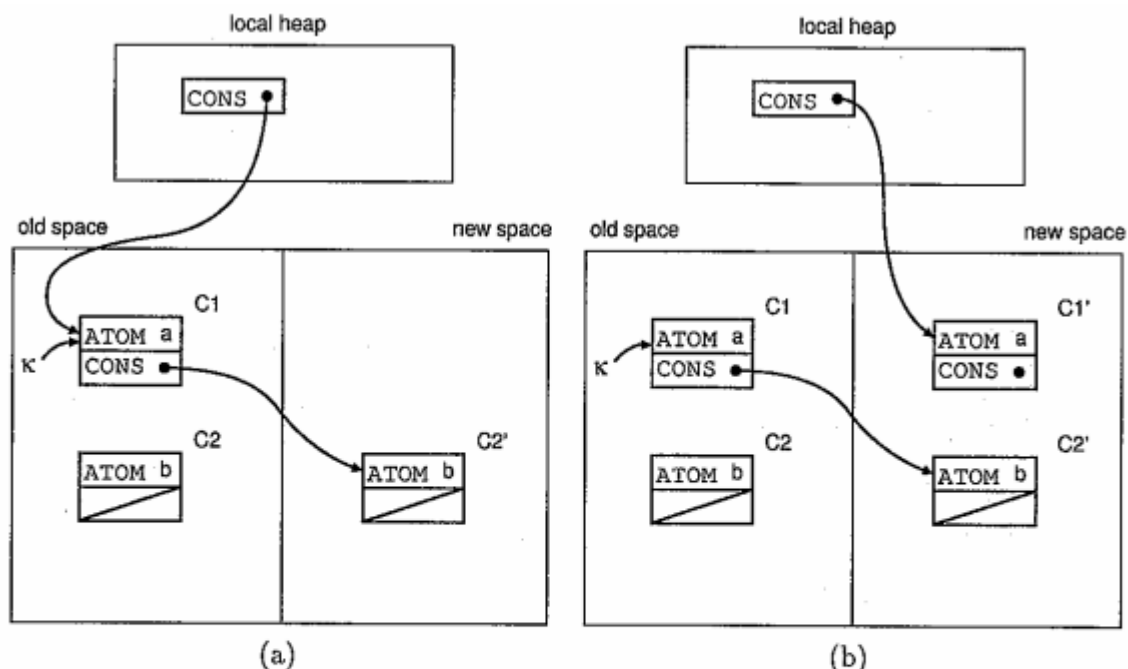 local heap
CONS
old space
new space
C1
ATOM a
κ
CONS
C2
C2'
ATOM b
ATOM b
(a)
local heap
CONS
old space
new space
C1
C1'
ATOM a
ATOM a
κ
CONS
CONS
C2
C2'
ATOM b
ATOM b
(b)